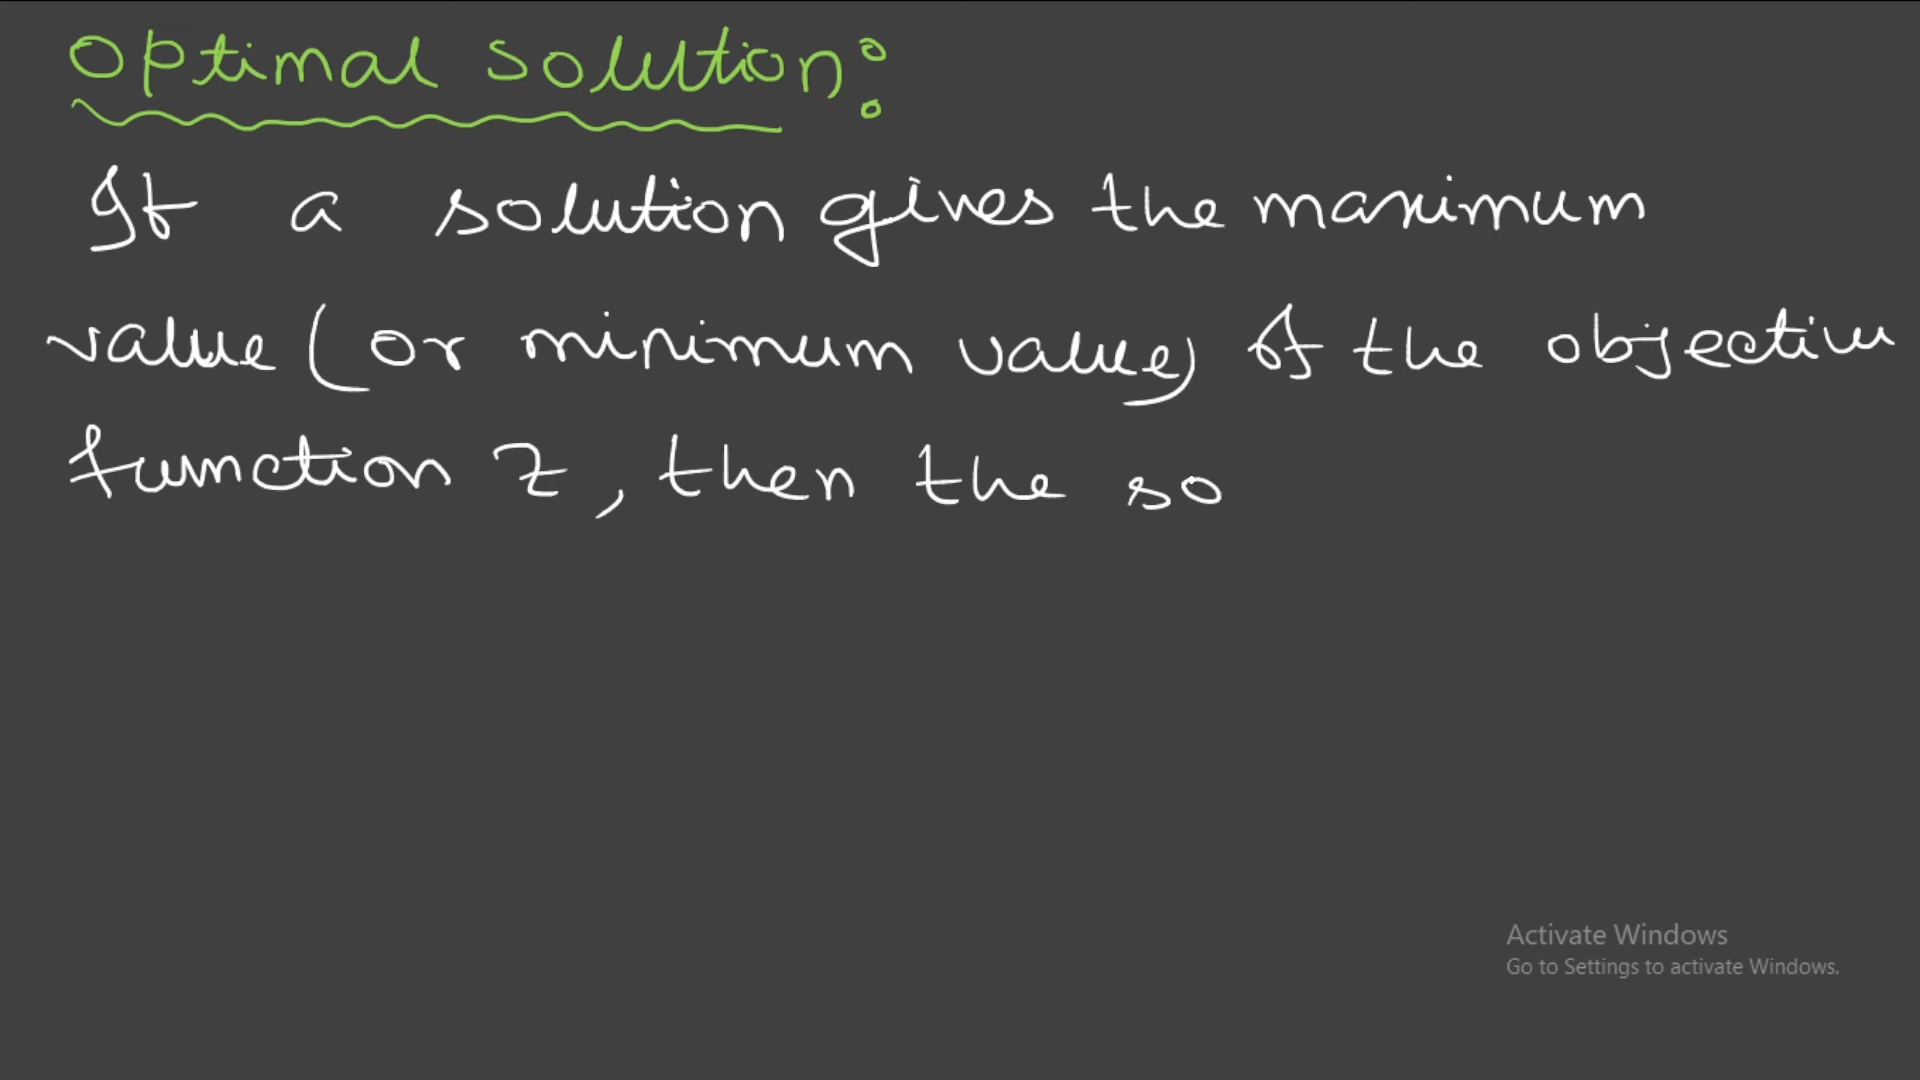 optimal solution:
If a solution gives the maximum
value (or minimum value) of the objective
function Z, then the so
Activate Windows
Go to Settings to activate Windows.